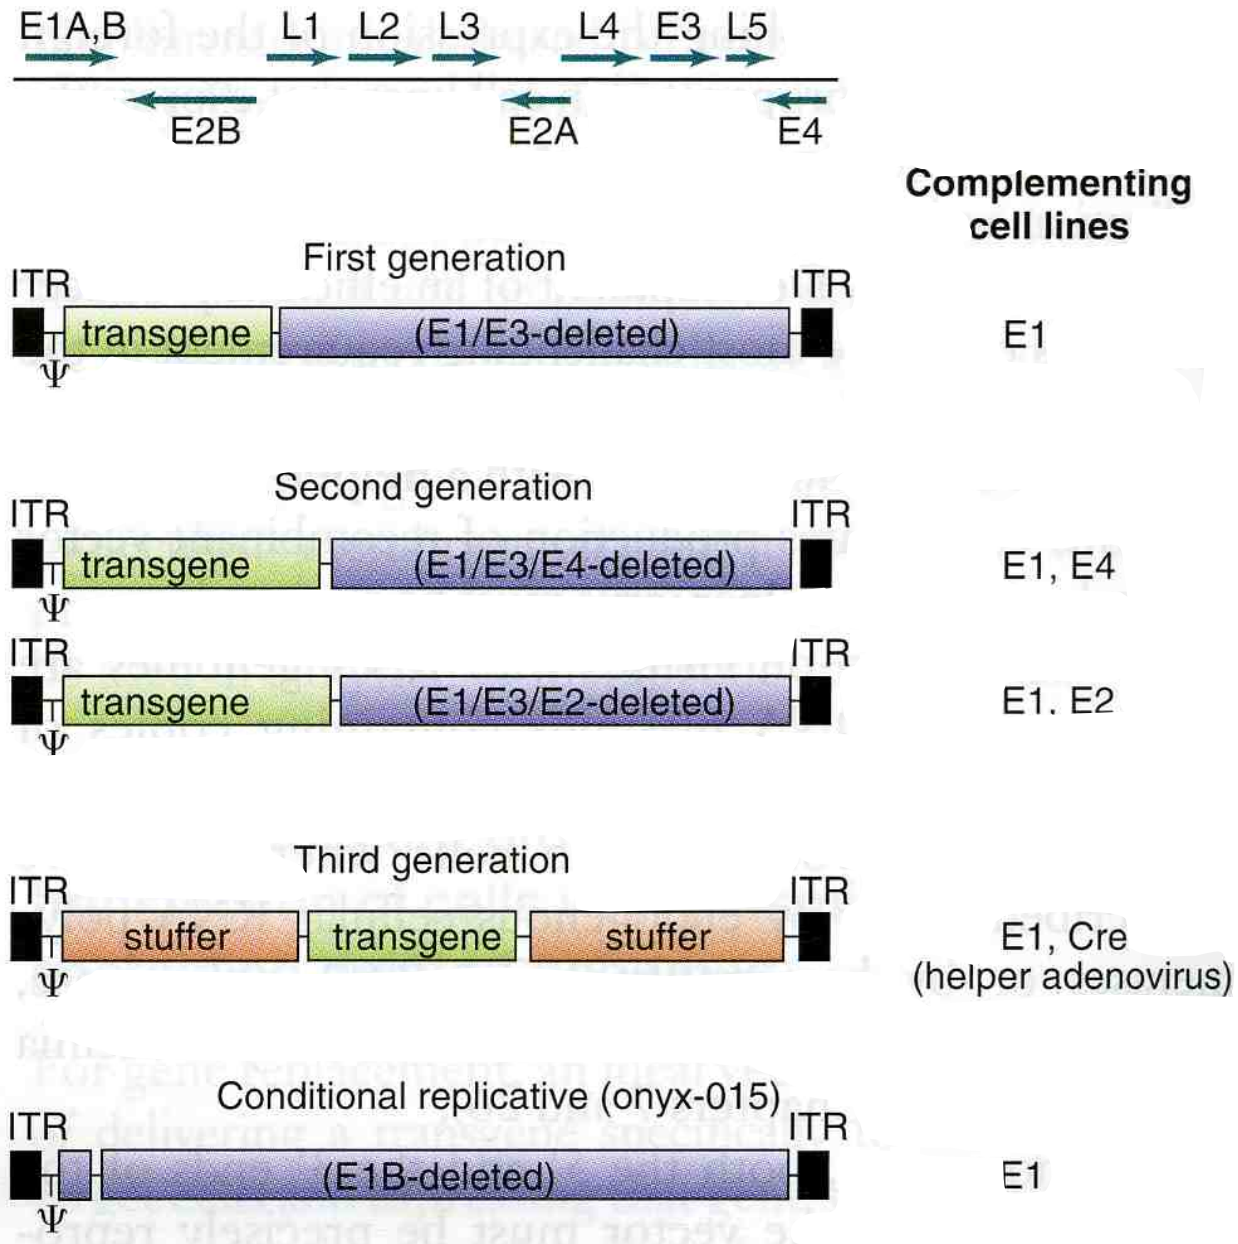 E1A,B L1 L2 L3 L4 E3 L5
E2B E2A E4
Complementing
cell lines
First generation
ITR ITR
transgene (E1/E3-deleted) E1
Ψ
Second generation
ITR ITR
transgene (E1/E3/E4-deleted) E1, E4
Ψ
ITR ITR
transgene (E1/E3/E2-deleted) E1. E2
Ψ
Third generation
ITR ITR
stuffer transgene stuffer E1, Cre
Ψ (helper adenovirus)
Conditional replicative (onyx-015)
ITR ITR
(E1B-deleted) E1
Ψ